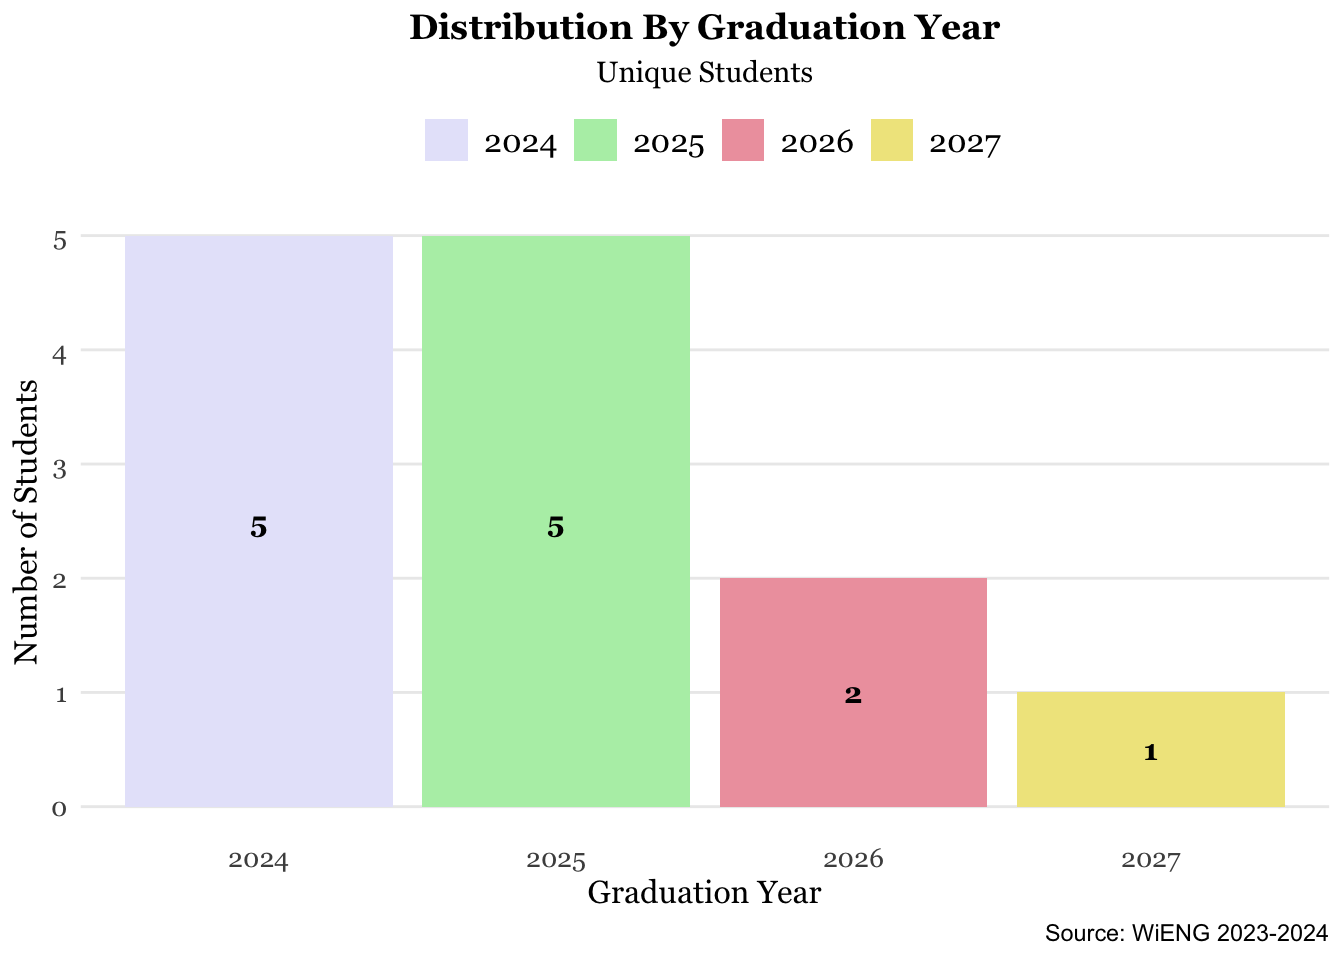 Distribution By Graduation Year
Unique Students
2024 2025 2026 2027
Number of Students
5
4
3
2
1
0
5 5 2 1
2024 2025 2026 2027
Graduation Year
Source: WiENG 2023-2024